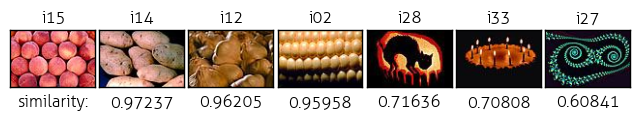 i15 i14 i12 i02 i28 i33 i27
similarity: 0.97237 0.96205 0.95958 0.71636 0.70808 0.60841